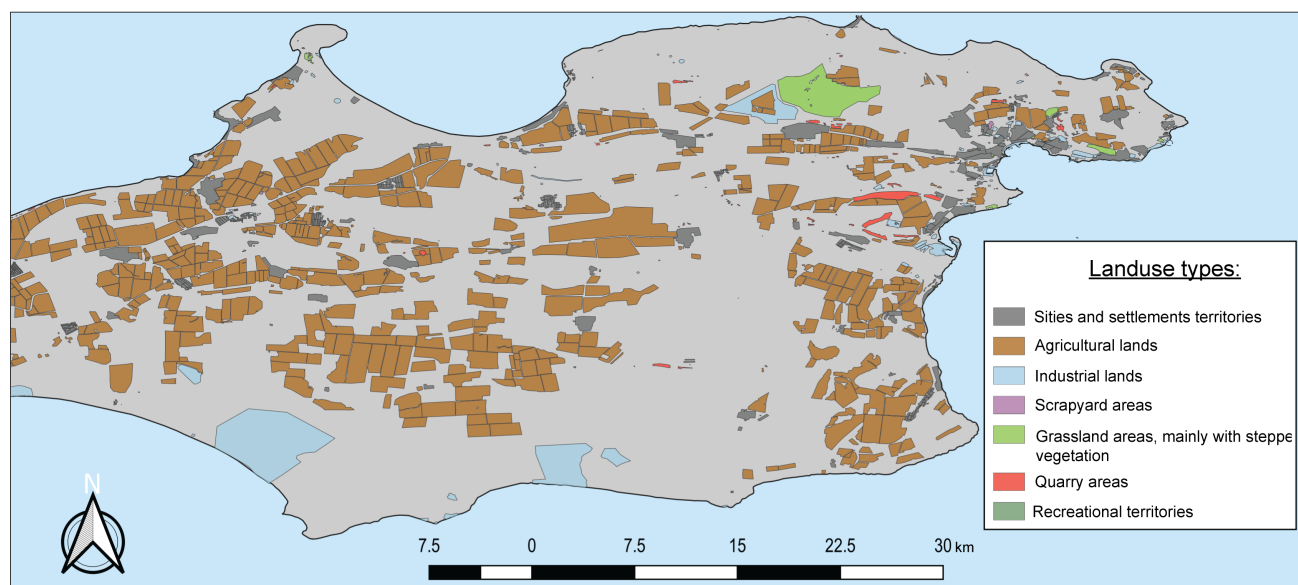 Landuse types:
Sities and settlements territories
Agricultural lands
Industrial lands
Scrapyard areas
Grassland areas, mainly with steppe
vegetation
Quarry areas
Recreational territories
N
7.5 0 7.5 15 22.5 30 km